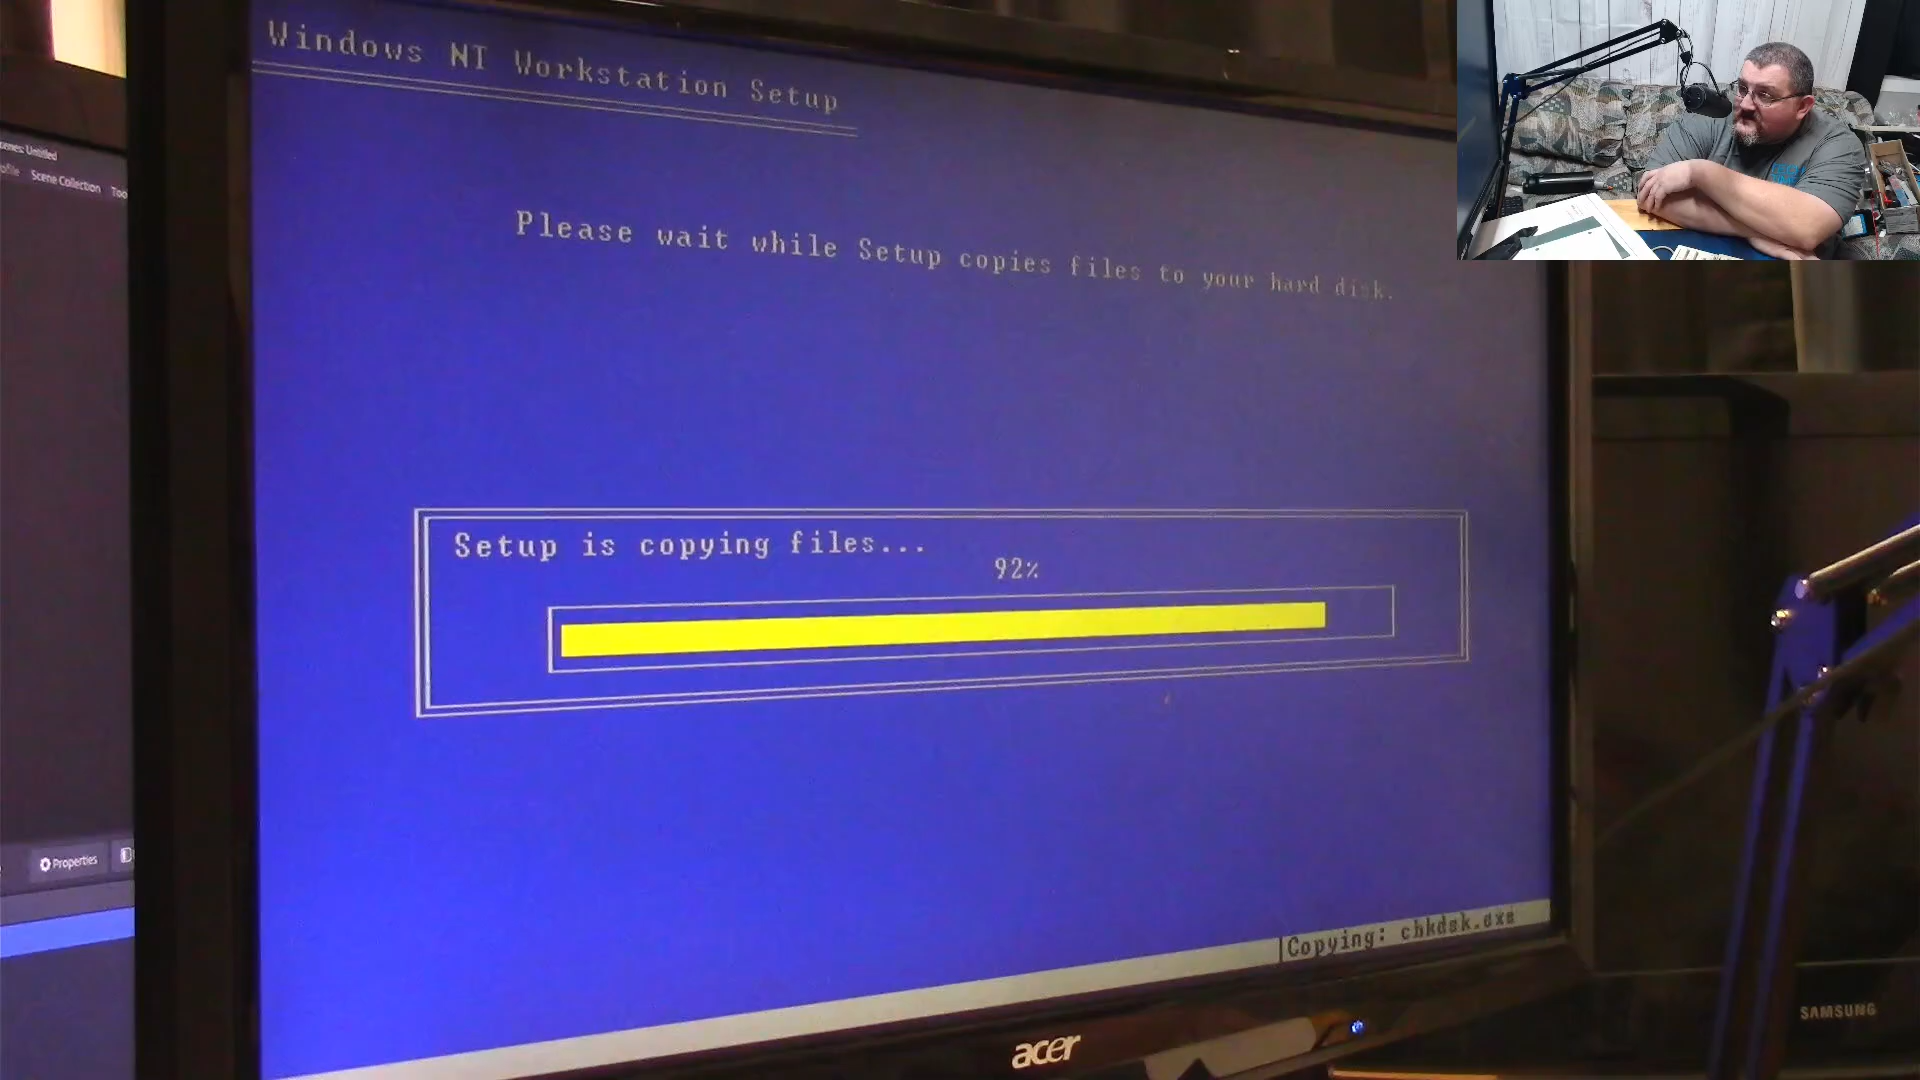 Windows NT Workstation Setup
Please wait while Setup copies files to your hard disk.
Setup is copying files...
92%
Copying: chkdsk.exe
Scene Collection
Properties
acer
SAMSUNG